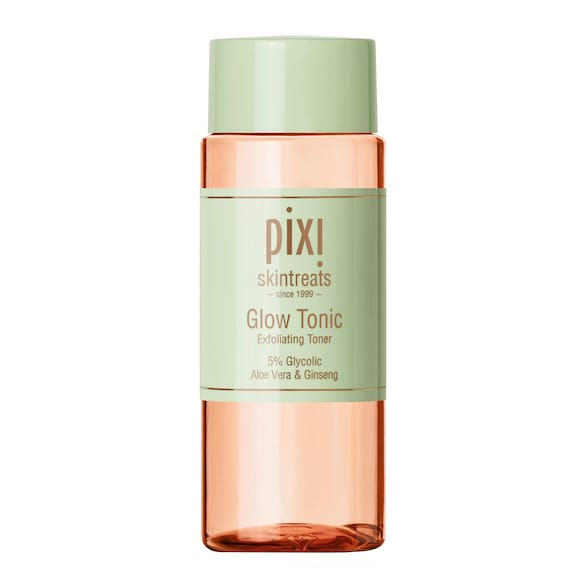 pixi
skintreats
– since 1999 –
Glow Tonic
Exfoliating Toner
5% Glycolic
Aloe Vera & Ginseng